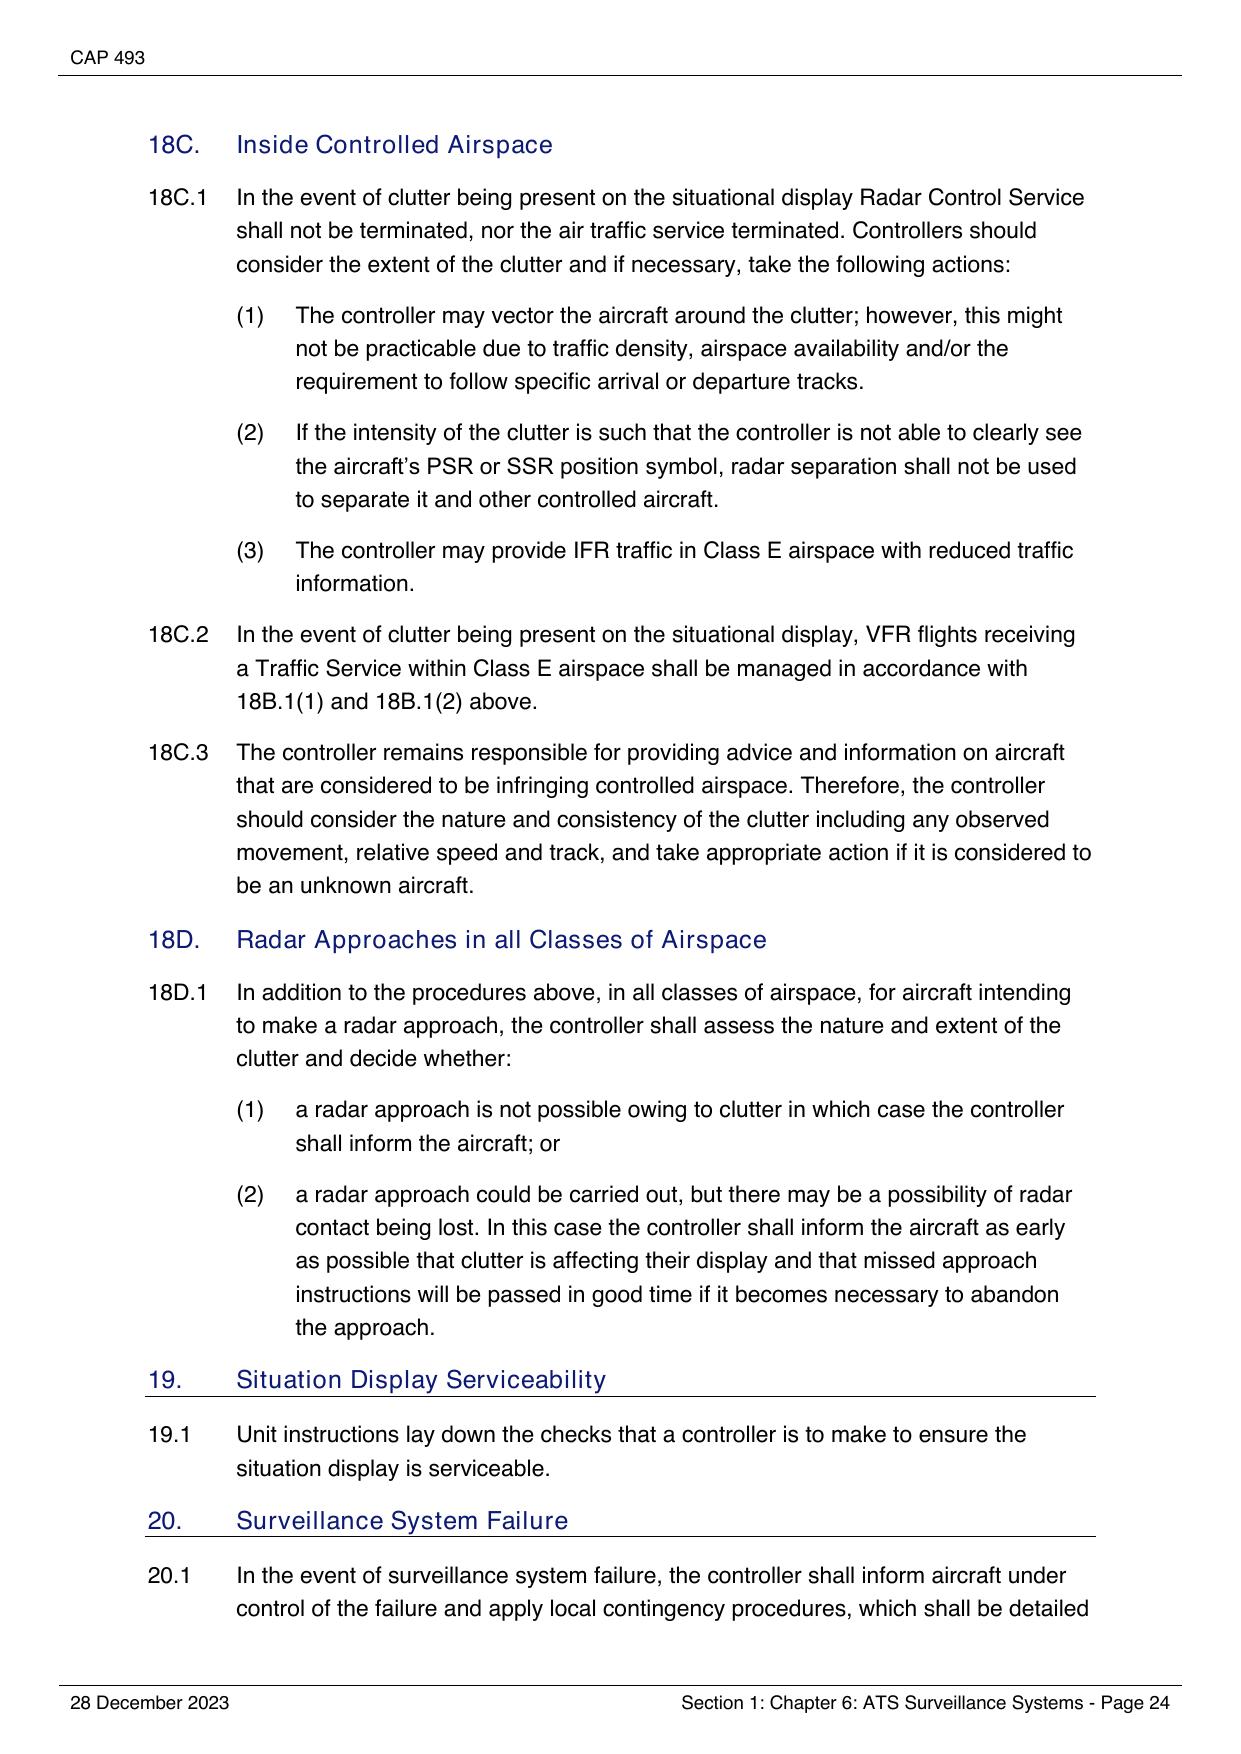 CAP 493
18C. Inside Controlled Airspace
18C.1 In the event of clutter being present on the situational display Radar Control Service
shall not be terminated, nor the air traffic service terminated. Controllers should
consider the extent of the clutter and if necessary, take the following actions:
(1) The controller may vector the aircraft around the clutter; however, this might
not be practicable due to traffic density, airspace availability and/or the
requirement to follow specific arrival or departure tracks.
(2) If the intensity of the clutter is such that the controller is not able to clearly see
the aircraft’s PSR or SSR position symbol, radar separation shall not be used
to separate it and other controlled aircraft.
(3) The controller may provide IFR traffic in Class E airspace with reduced traffic
information.
18C.2 In the event of clutter being present on the situational display, VFR flights receiving
a Traffic Service within Class E airspace shall be managed in accordance with
18B.1(1) and 18B.1(2) above.
18C.3 The controller remains responsible for providing advice and information on aircraft
that are considered to be infringing controlled airspace. Therefore, the controller
should consider the nature and consistency of the clutter including any observed
movement, relative speed and track, and take appropriate action if it is considered to
be an unknown aircraft.
18D. Radar Approaches in all Classes of Airspace
18D.1 In addition to the procedures above, in all classes of airspace, for aircraft intending
to make a radar approach, the controller shall assess the nature and extent of the
clutter and decide whether:
(1) a radar approach is not possible owing to clutter in which case the controller
shall inform the aircraft; or
(2) a radar approach could be carried out, but there may be a possibility of radar
contact being lost. In this case the controller shall inform the aircraft as early
as possible that clutter is affecting their display and that missed approach
instructions will be passed in good time if it becomes necessary to abandon
the approach.
19. Situation Display Serviceability
19.1 Unit instructions lay down the checks that a controller is to make to ensure the
situation display is serviceable.
20. Surveillance System Failure
20.1 In the event of surveillance system failure, the controller shall inform aircraft under
control of the failure and apply local contingency procedures, which shall be detailed
28 December 2023 Section 1: Chapter 6: ATS Surveillance Systems - Page 24